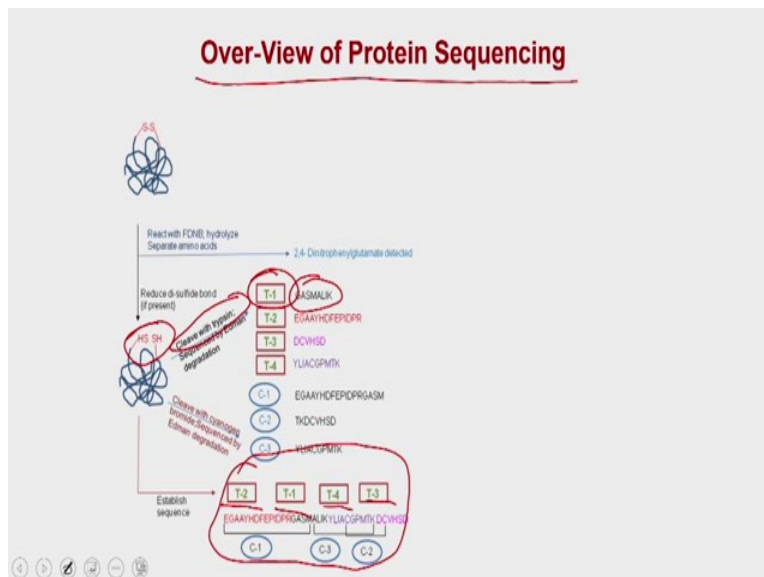 Over-View of Protein Sequencing
S-S
React with FDNB; hydrolyze
Separate amino acids
2,4- Dinitrophenylglutamate detected
Reduce di-sulfide bond
(if present)
HS SH
Cleave with trypsin;
Sequenced by Edman
degradation
T-1 GASMALIK
T-2 EGAAYHDFEPIDPR
T-3 DCVHSD
T-4 YLIACGPMTK
C-1 EGAAYHDFEPIDPRGASM
C-2 TKDCVHSD
C-3 YLIACGPMTK
Cleave with cyanogen
bromide;Sequenced by
Edman degradation
Establish
sequence
T-2 T-1 T-4 T-3
EGAAYHDFEPIDPRGASMALIKYLIACGPMTKDCVHSD
C-1 C-3 C-2